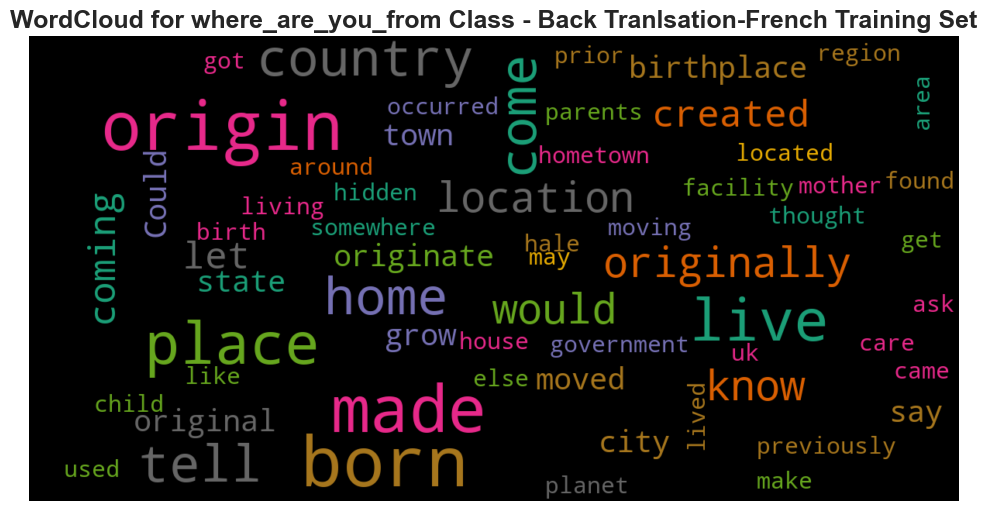 WordCloud for where_are_you_from Class - Back Tranlsation-French Training Set
got
country
prior
birthplace
region
origin
occurred
come
parents
created
area
town
hometown
located
around
Could
hidden
location
facility
mother
found
living
coming
birth
somewhere
moving
thought
let
originate
hale
may
originally
get
state
home
would
live
ask
place
grow
house
government
uk
care
like
else
moved
know
came
child
original
made
lived
say
tell
born
city
previously
used
planet
make